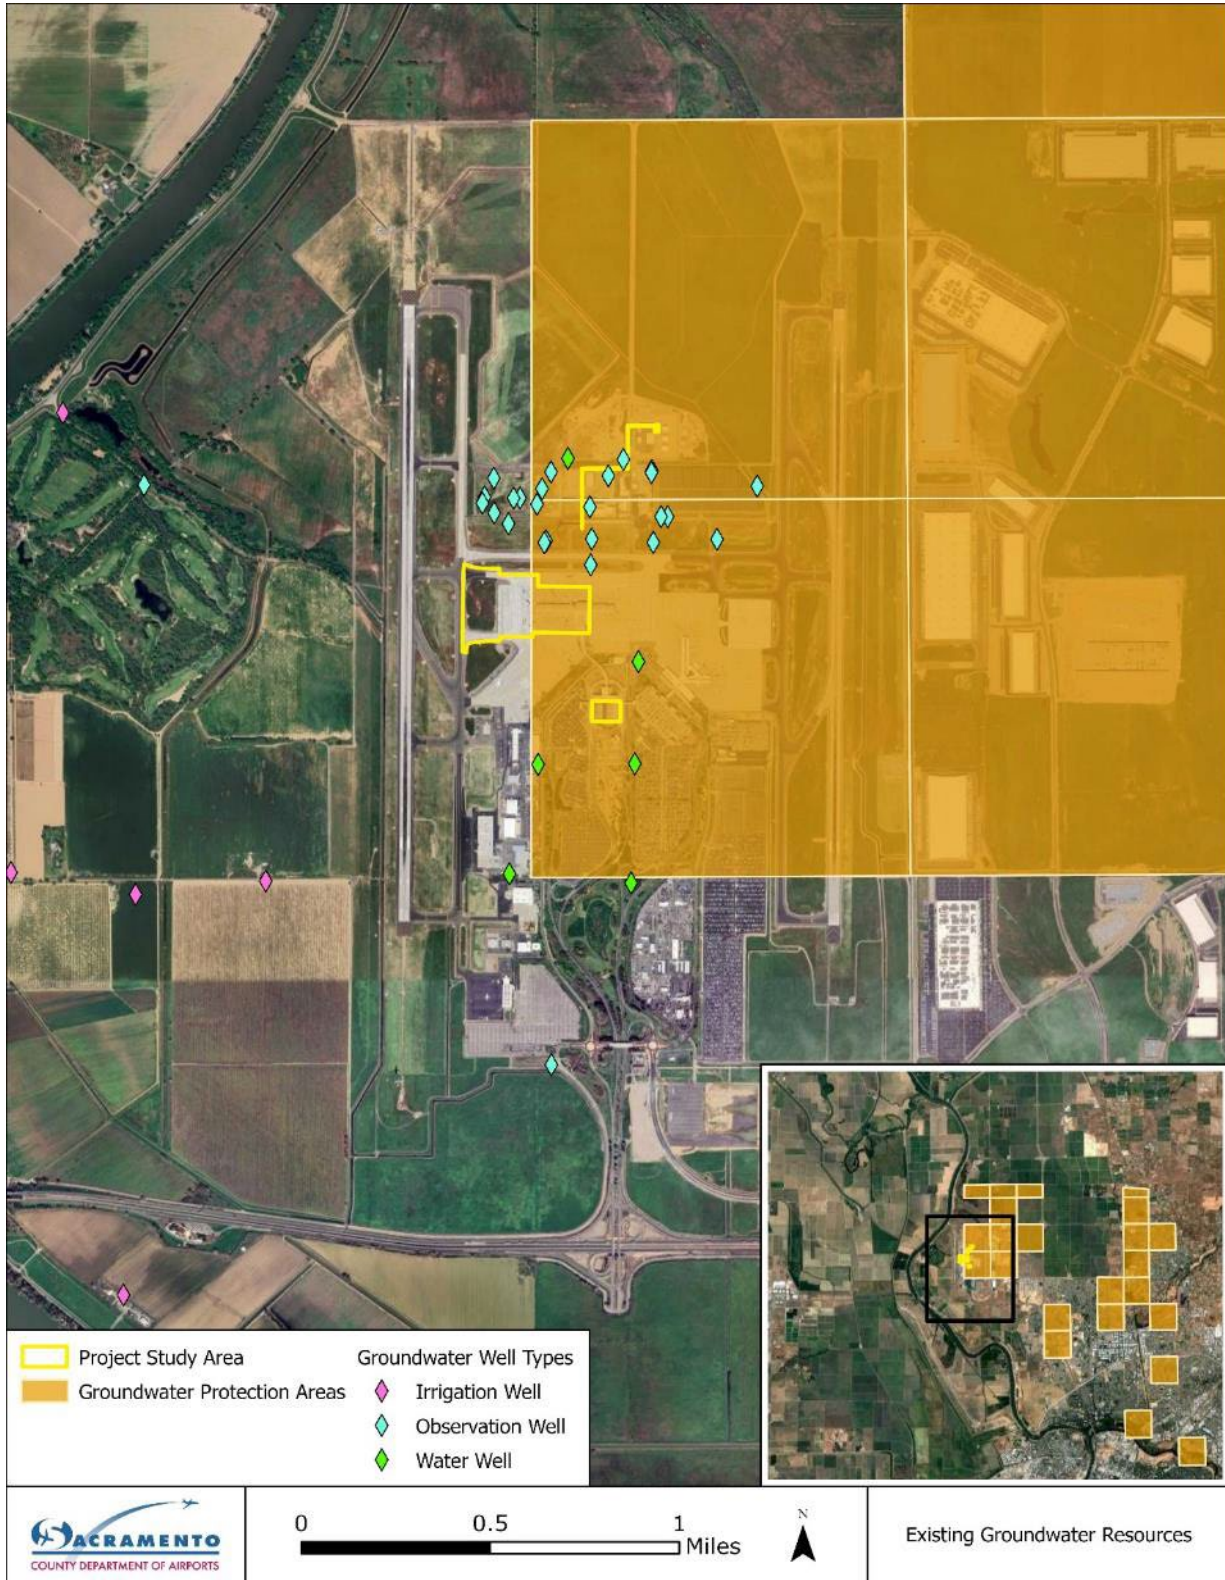 Project Study Area
Groundwater Protection Areas
Groundwater Well Types
Irrigation Well
Observation Well
Water Well
SACRAMENTO
COUNTY DEPARTMENT OF AIRPORTS
0 0.5 1
Miles
N
Existing Groundwater Resources